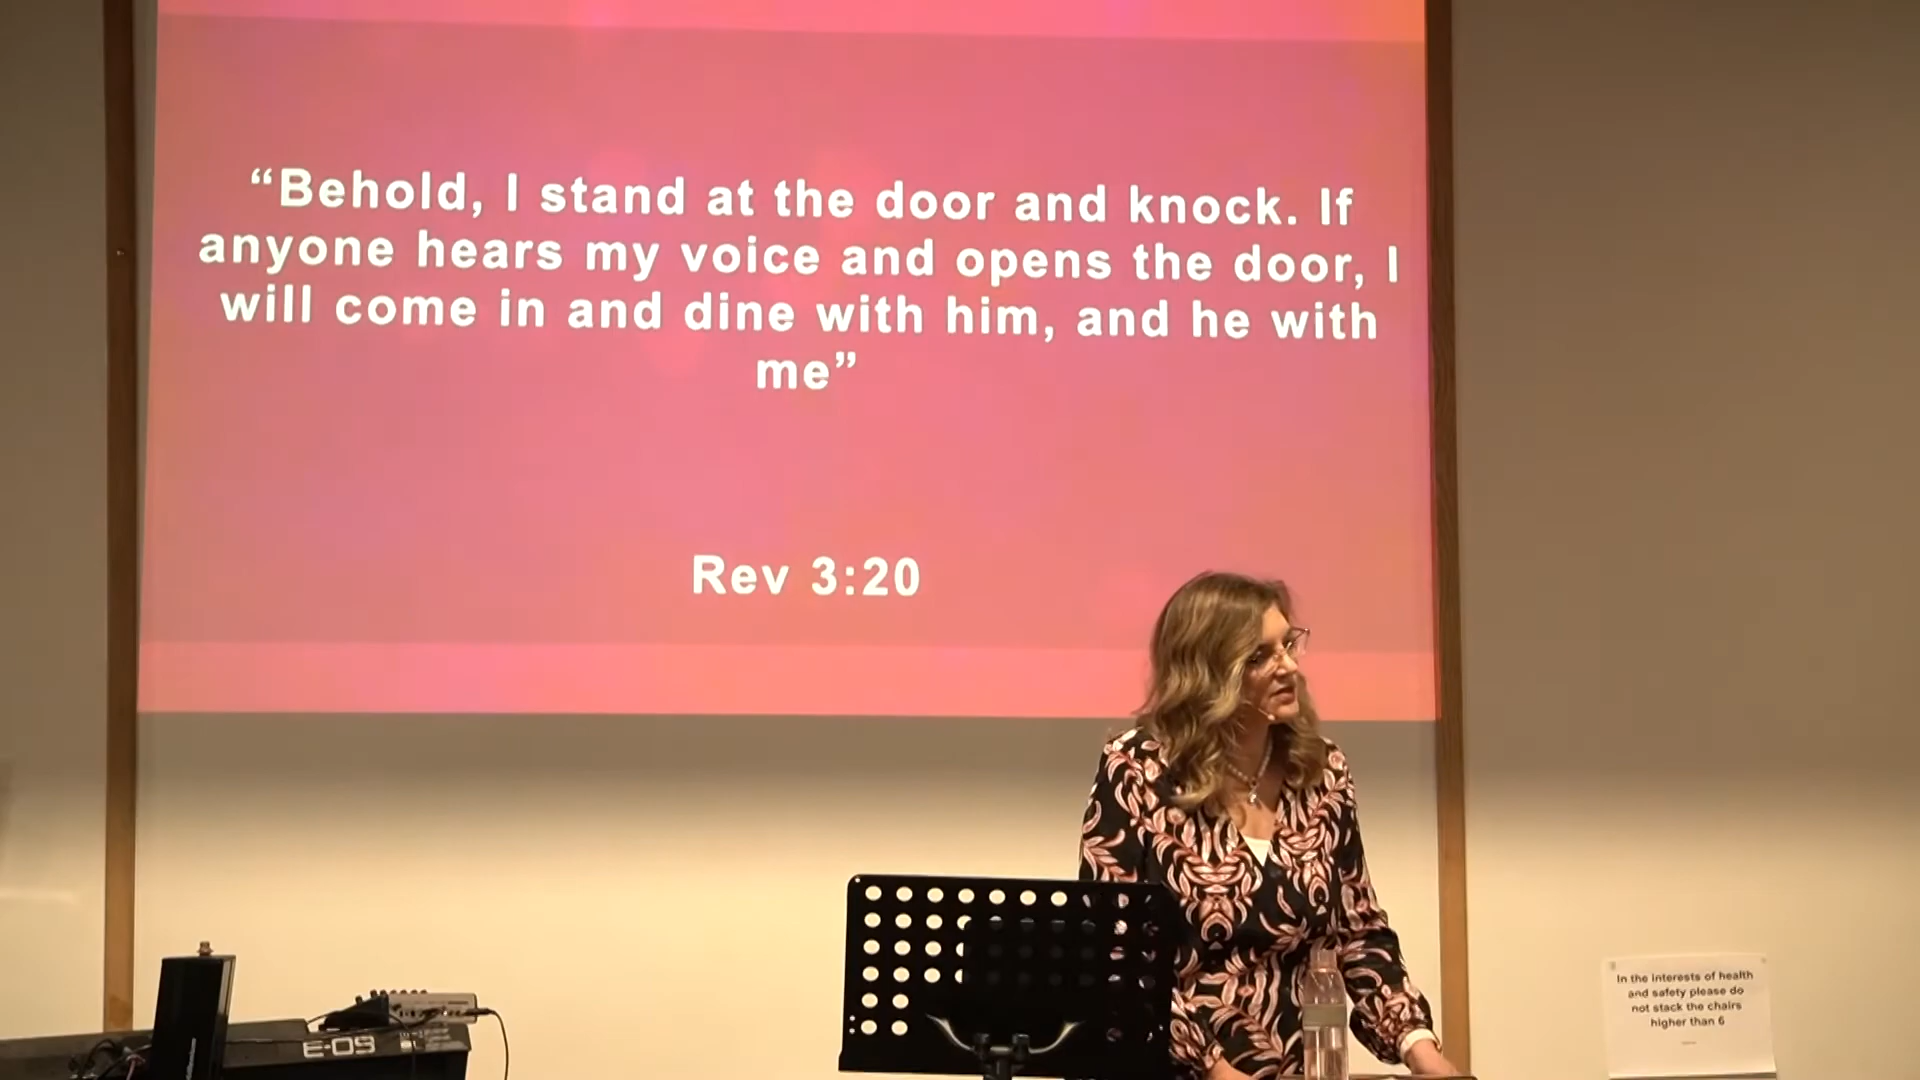 “Behold, I stand at the door and knock. If
anyone hears my voice and opens the door, I
will come in and dine with him, and he with
me”
Rev 3:20
E-09
In the interests of health
and safety please do
not stack the chairs
higher than 6